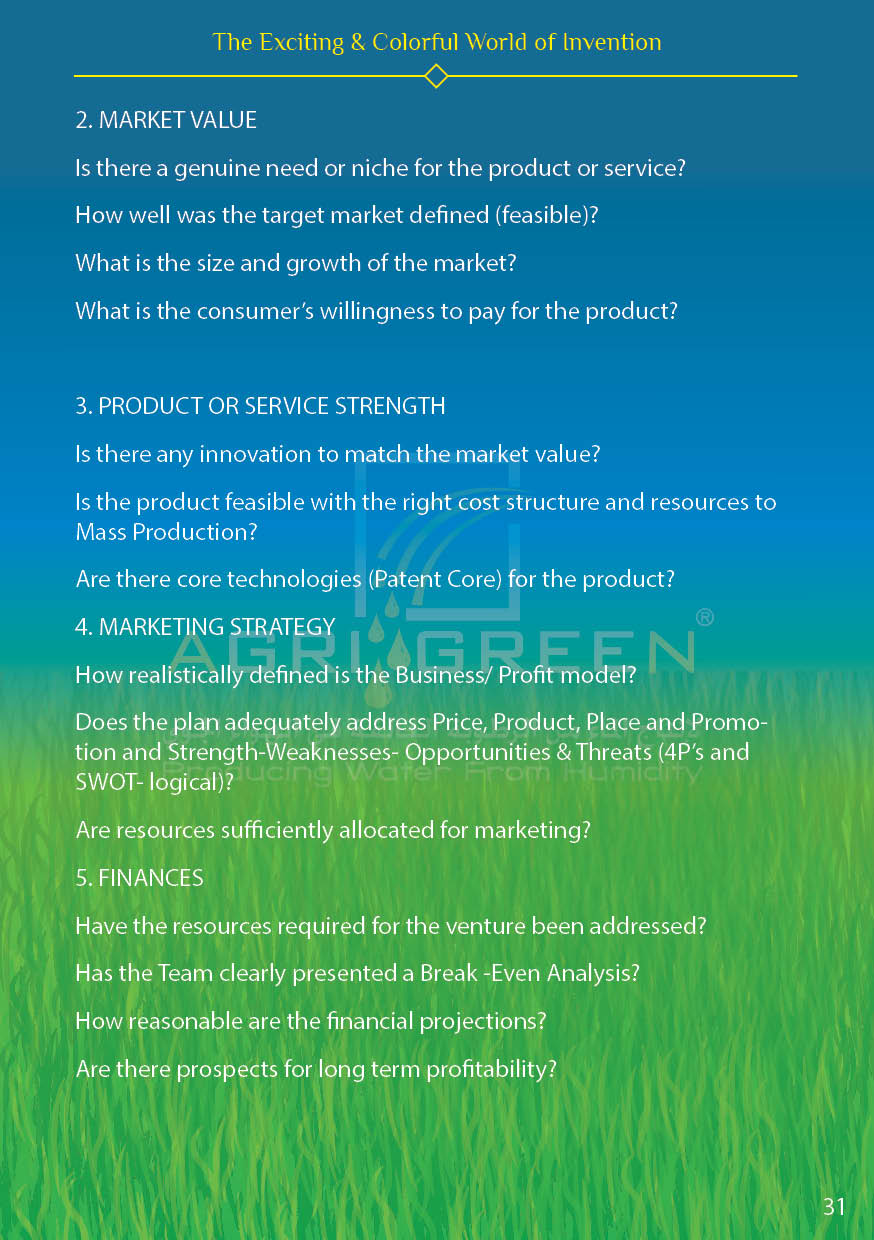 The Exciting & Colorful World of Invention
2. MARKET VALUE
Is there a genuine need or niche for the product or service?
How well was the target market defined (feasible)?
What is the size and growth of the market?
What is the consumer’s willingness to pay for the product?
3. PRODUCT OR SERVICE STRENGTH
Is there any innovation to match the market value?
Is the product feasible with the right cost structure and resources to
Mass Production?
Are there core technologies (Patent Core) for the product?
4. MARKETING STRATEGY
AGRI GREEN ®
How realistically defined is the Business/ Profit model?
Does the plan adequately address Price, Product, Place and Promo-
tion and Strength-Weaknesses- Opportunities & Threats (4P’s and
Producing Water From Humidity
SWOT- logical)?
Are resources sufficiently allocated for marketing?
5. FINANCES
Have the resources required for the venture been addressed?
Has the Team clearly presented a Break -Even Analysis?
How reasonable are the financial projections?
Are there prospects for long term profitability?
31